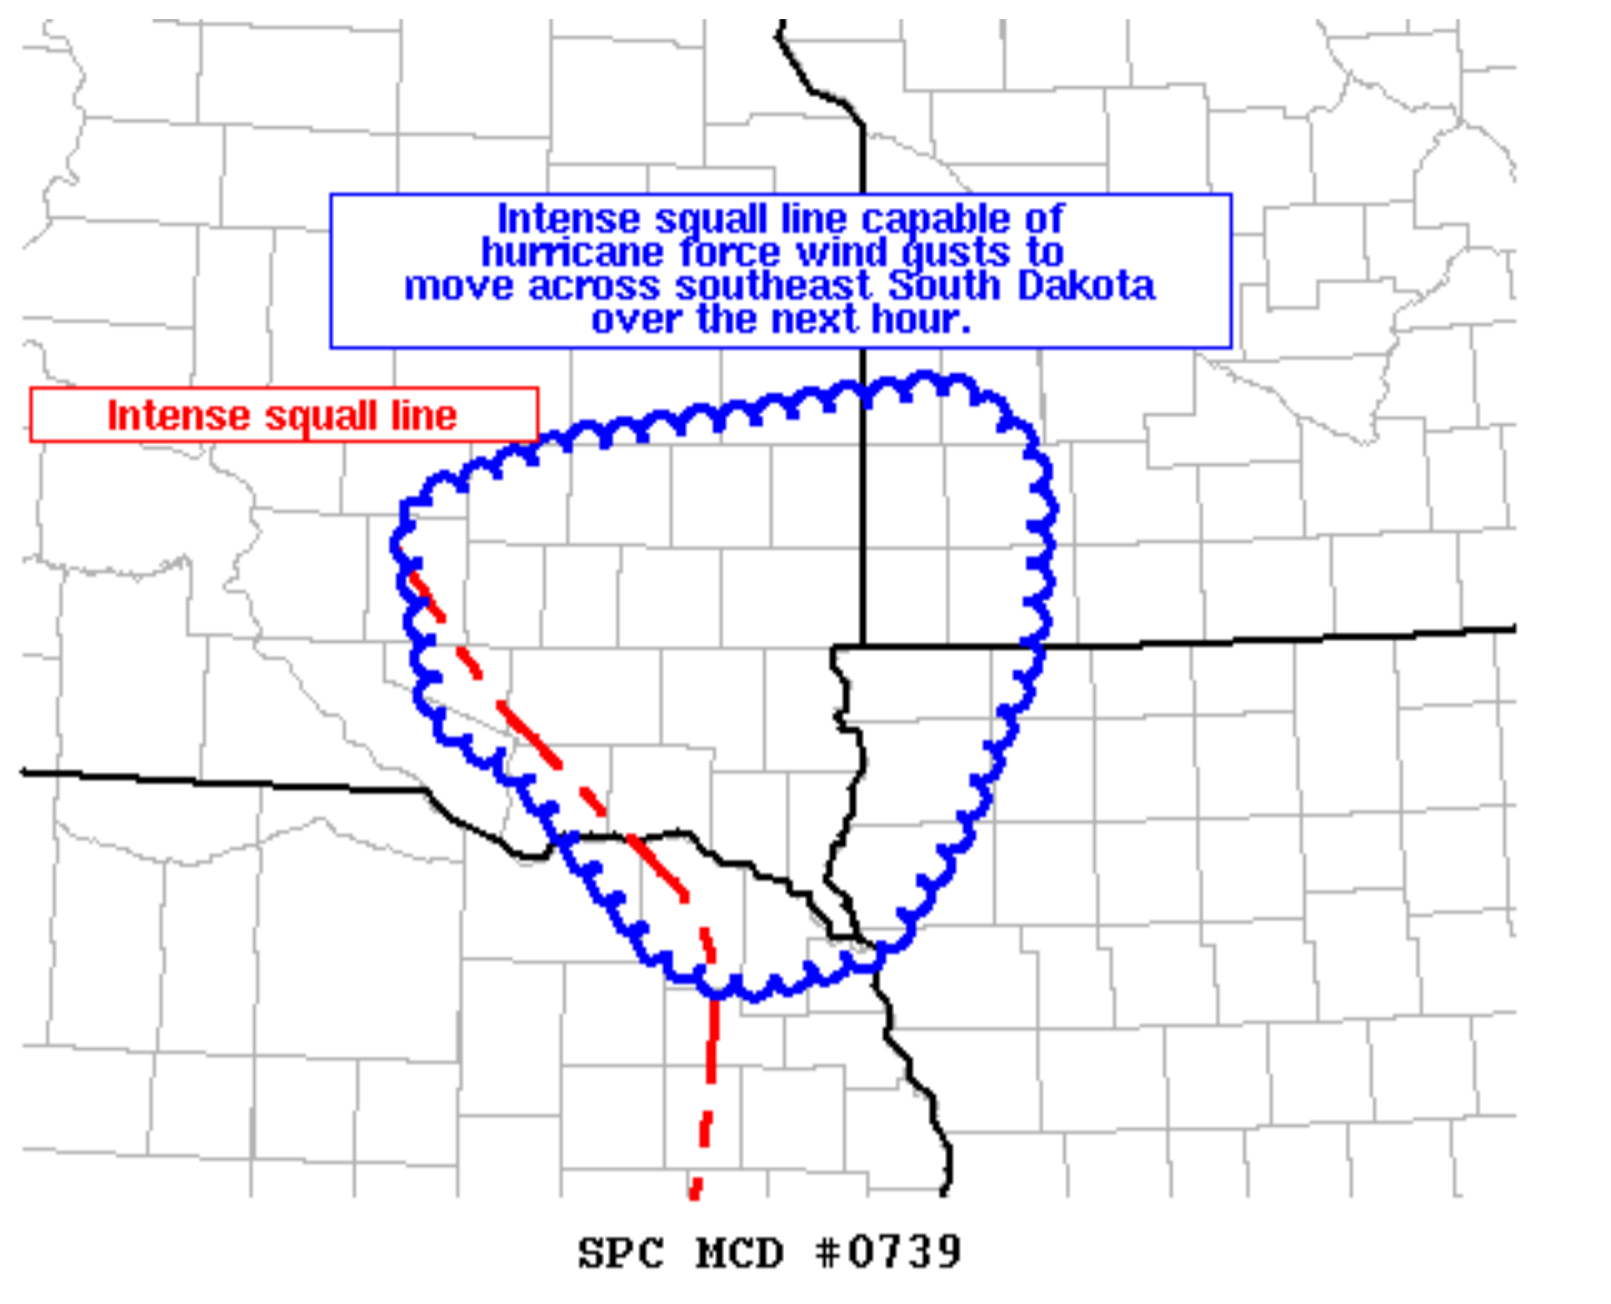 Intense squall line capable of
hurricane force wind gusts to
move across southeast South Dakota
over the next hour.
Intense squall line
SPC MCD #0739